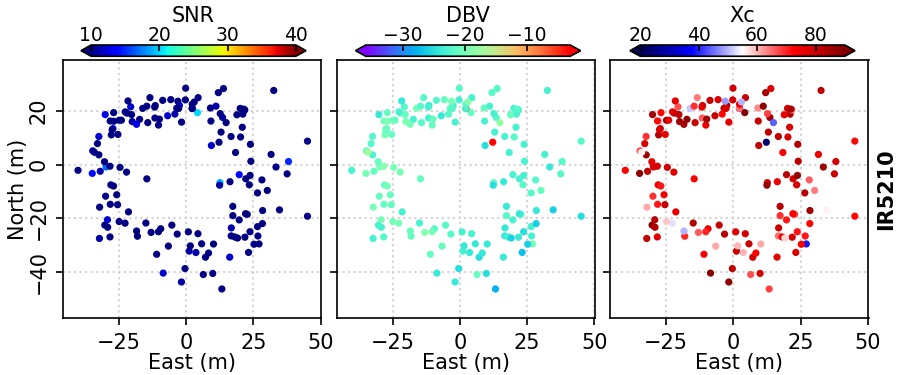 SNR DBV Xc
10 20 30 40 −30 −20 −10 20 40 60 80
20
0
−20
−40
North (m)
IR5210
−25 0 25 50 −25 0 25 50 −25 0 25 50
East (m) East (m) East (m)